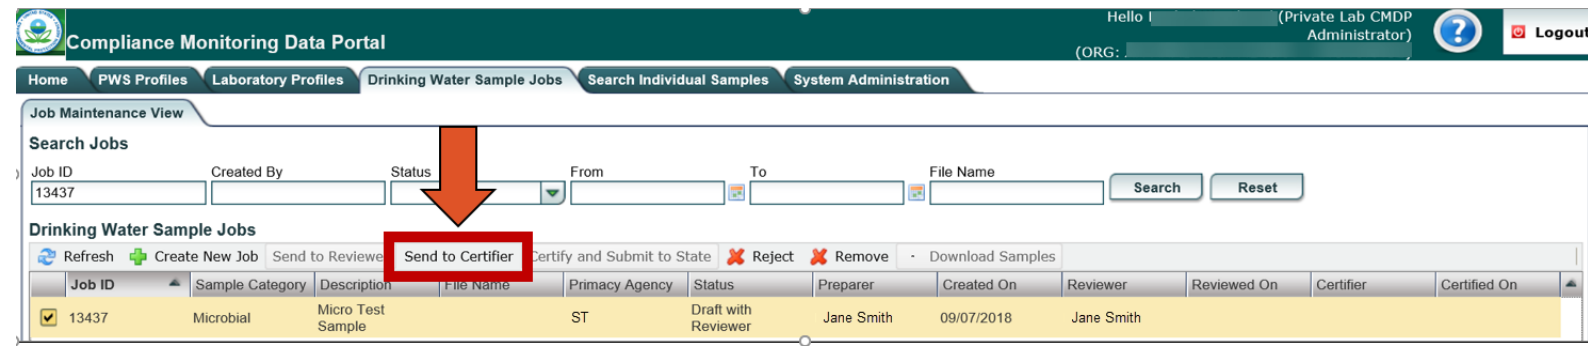 Hello
(Private Lab CMDP
Administrator)
(ORG:
Logout
Compliance Monitoring Data Portal
Home PWS Profiles Laboratory Profiles Drinking Water Sample Jobs Search Individual Samples System Administration
Job Maintenance View
Search Jobs
Job ID Created By Status From To File Name
13437 Search Reset
Drinking Water Sample Jobs
Refresh Create New Job Send to Reviewe Send to Certifier Certify and Submit to State Reject Remove Download Samples
Job ID Sample Category Description File Name Primacy Agency Status Preparer Created On Reviewer Reviewed On Certifier Certified On
13437 Microbial Micro Test Sample ST Draft with Reviewer Jane Smith 09/07/2018 Jane Smith